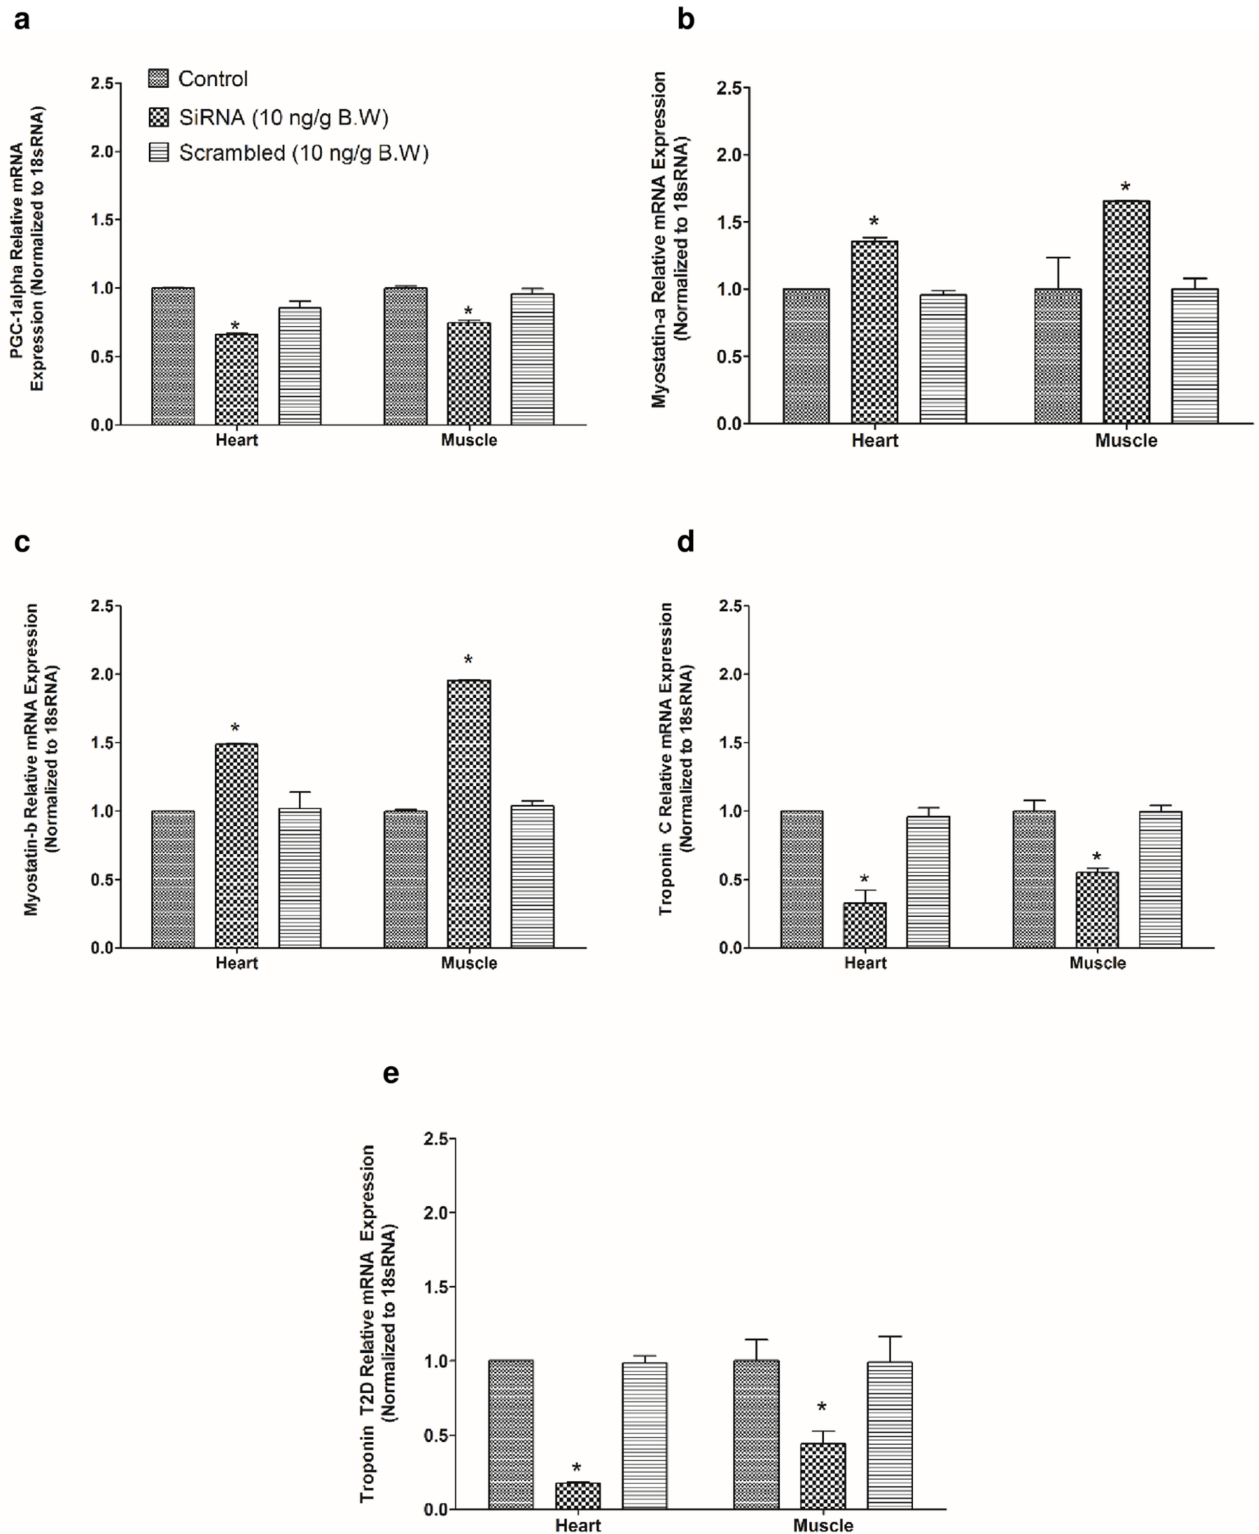 a
PGC-1alpha Relative mRNA
Expression (Normalized to 18sRNA)
2.5
2.0
1.5
1.0
0.5
0.0
Control
SiRNA (10 ng/g B.W)
Scrambled (10 ng/g B.W)
*
*
Heart
Muscle
b
Myostatin-a Relative mRNA Expression
(Normalized to 18sRNA)
2.5
2.0
1.5
1.0
0.5
0.0
*
*
Heart
Muscle
c
Myostatin-b Relative mRNA Expression
(Normalized to 18sRNA)
2.5
2.0
1.5
1.0
0.5
0.0
*
*
Heart
Muscle
d
Troponin C Relative mRNA Expression
(Normalized to 18sRNA)
2.5
2.0
1.5
1.0
0.5
0.0
*
*
Heart
Muscle
e
Troponin T2D Relative mRNA Expression
(Normalized to 18sRNA)
2.5
2.0
1.5
1.0
0.5
0.0
*
*
Heart
Muscle